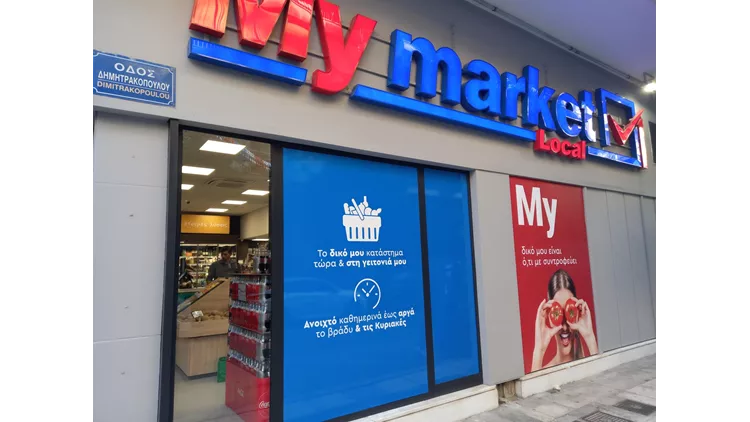 My market
Local
ΟΔΟΣ
ΔΗΜΗΤΡΑΚΟΠΟΥΛΟΥ
DIMITRAKOPOULOU
Το δικό μου κατάστημα
τώρα & στη γειτονιά μου
Ανοιχτό καθημερινά έως αργά
το βράδυ & τις Κυριακές
My
δικό μου είναι
ό,τι με συντροφεύει